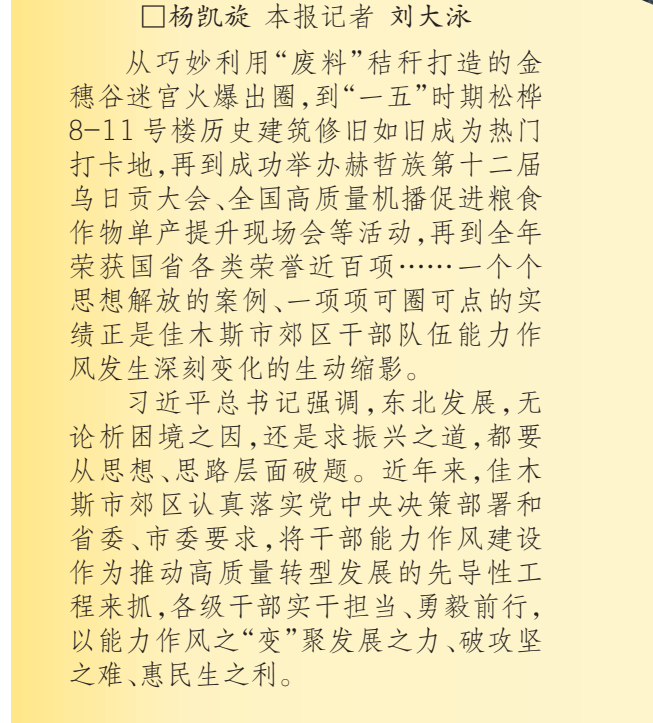 □杨凯旋 本报记者 刘大泳
从巧妙利用“废料”秸秆打造的金
穗谷迷宫火爆出圈,到“一五”时期松桦
8-11号楼历史建筑修旧如旧成为热门
打卡地,再到成功举办赫哲族第十二届
乌日贡大会、全国高质量机播促进粮食
作物单产提升现场会等活动,再到全年
荣获国省各类荣誉近百项……一个个
思想解放的案例、一项项可圈可点的实
绩正是佳木斯市郊区干部队伍能力作
风发生深刻变化的生动缩影。
习近平总书记强调,东北发展,无
论析困境之因,还是求振兴之道,都要
从思想、思路层面破题。近年来,佳木
斯市郊区认真落实党中央决策部署和
省委、市委要求,将干部能力作风建设
作为推动高质量转型发展的先导性工
程来抓,各级干部实干担当、勇毅前行,
以能力作风之“变”聚发展之力、破攻坚
之难、惠民生之利。